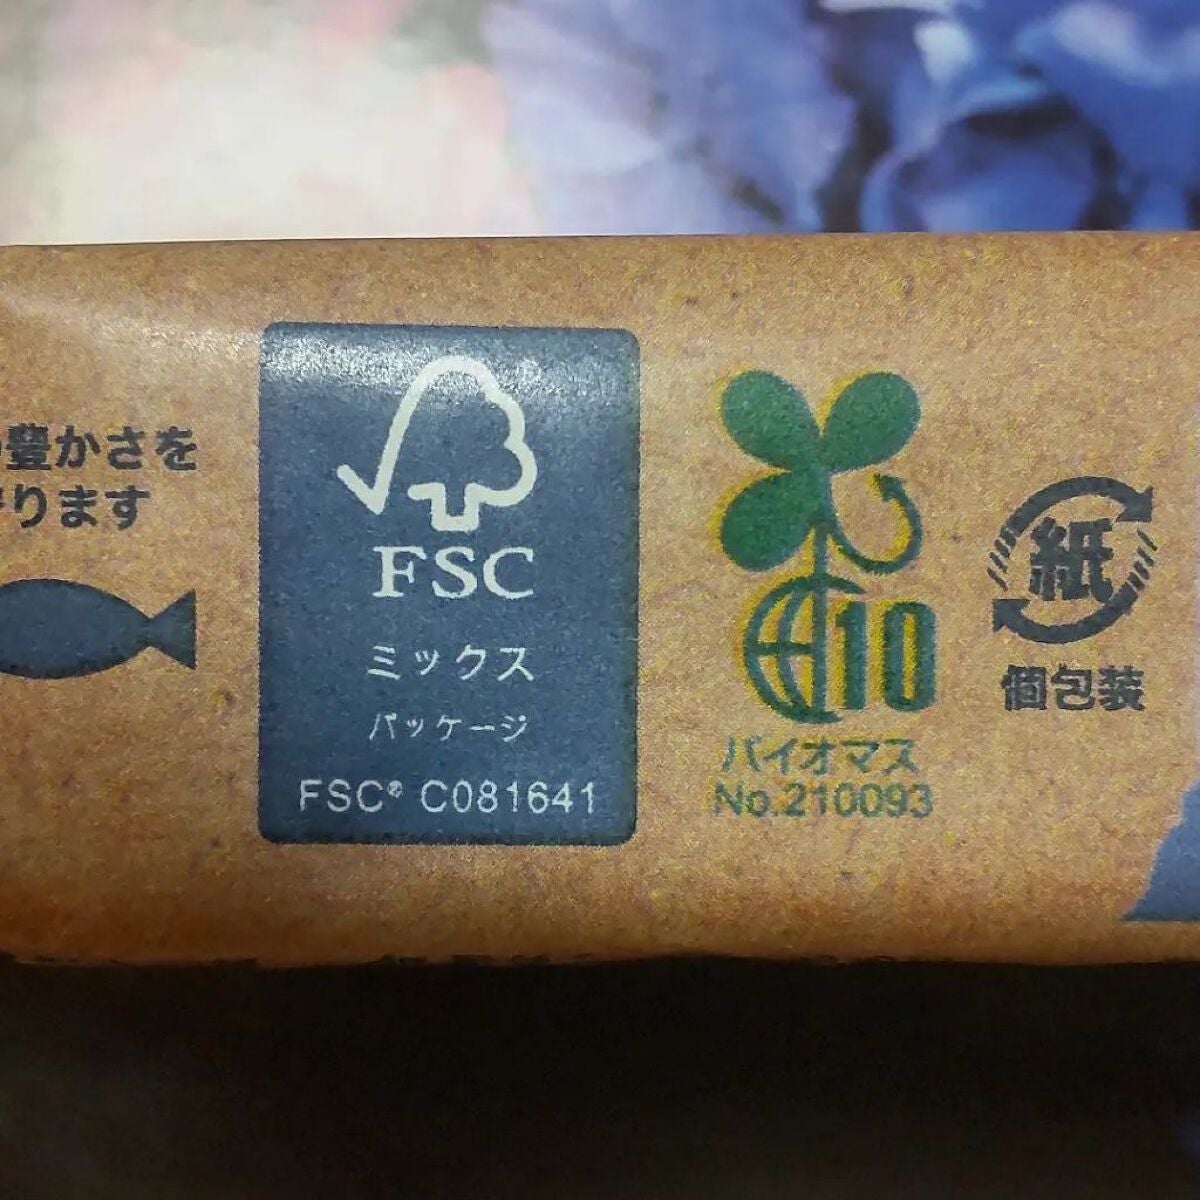 豊かさを
ります
FSC
ミックス
パッケージ
FSC® C081641
10
バイオマス
No.210093
紙
個包装